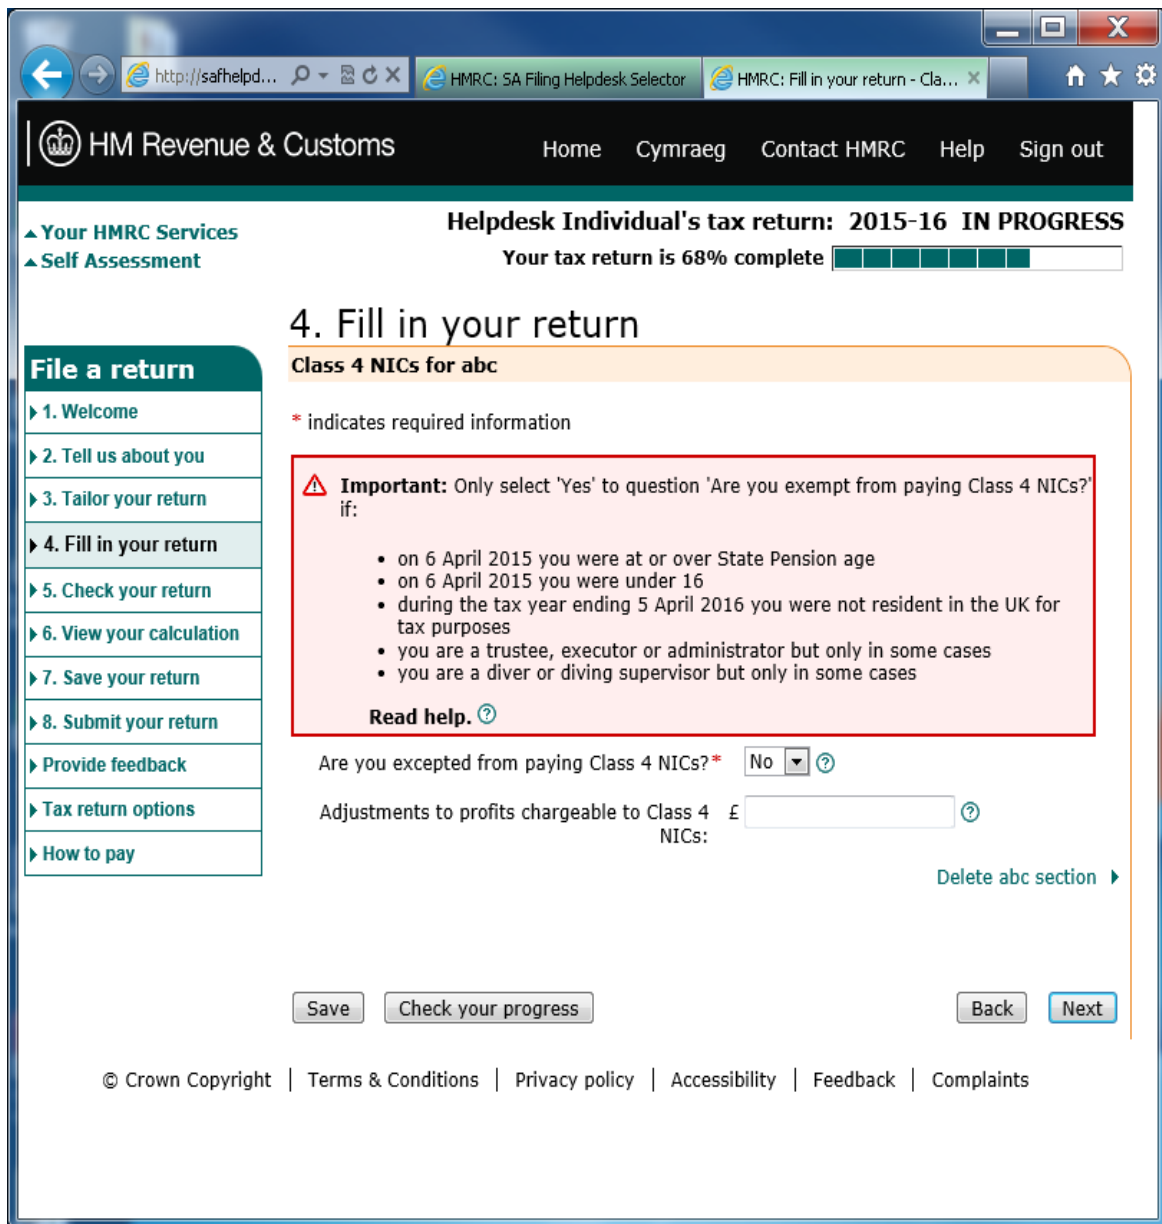 http://safhelpd...
HMRC: SA Filing Helpdesk Selector
HMRC: Fill in your return - Cla...
HM Revenue & Customs
Home Cymraeg Contact HMRC Help Sign out
Your HMRC Services
Self Assessment
Helpdesk Individual's tax return: 2015-16 IN PROGRESS
Your tax return is 68% complete
4. Fill in your return
File a return
1. Welcome
2. Tell us about you
3. Tailor your return
4. Fill in your return
5. Check your return
6. View your calculation
7. Save your return
8. Submit your return
Provide feedback
Tax return options
How to pay
Class 4 NICs for abc
* indicates required information
Important: Only select 'Yes' to question 'Are you exempt from paying Class 4 NICs?'
if:
• on 6 April 2015 you were at or over State Pension age
• on 6 April 2015 you were under 16
• during the tax year ending 5 April 2016 you were not resident in the UK for
tax purposes
• you are a trustee, executor or administrator but only in some cases
• you are a diver or diving supervisor but only in some cases
Read help. ?
Are you excepted from paying Class 4 NICs?* No ?
Adjustments to profits chargeable to Class 4 £ ?
NICs:
Delete abc section
Save Check your progress Back Next
© Crown Copyright | Terms & Conditions | Privacy policy | Accessibility | Feedback | Complaints